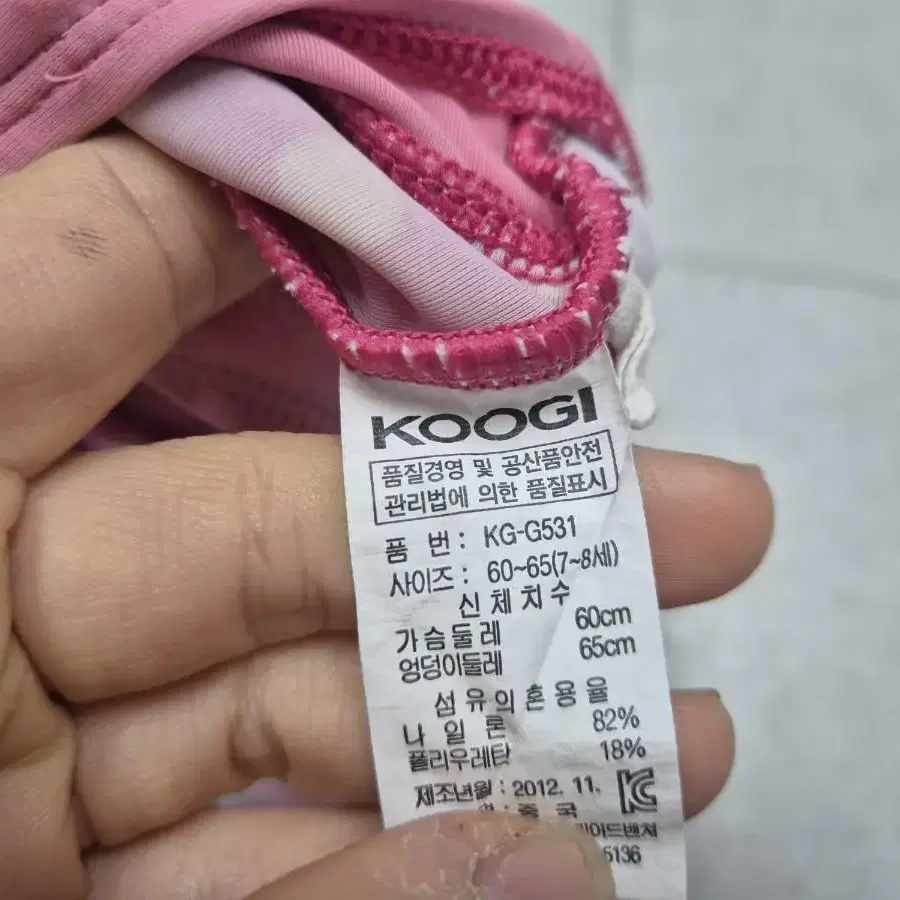 KOOGI
품질경영 및 공산품안전
관리법에 의한 품질표시
품 번 : KG-G531
사이즈 : 60~65(7~8세)
신체치수
가슴둘레 60cm
엉덩이둘레 65cm
섬유의혼용율
나일론 82%
폴리우레탄 18%
제조년월 : 2012. 11.
: 중국
5136